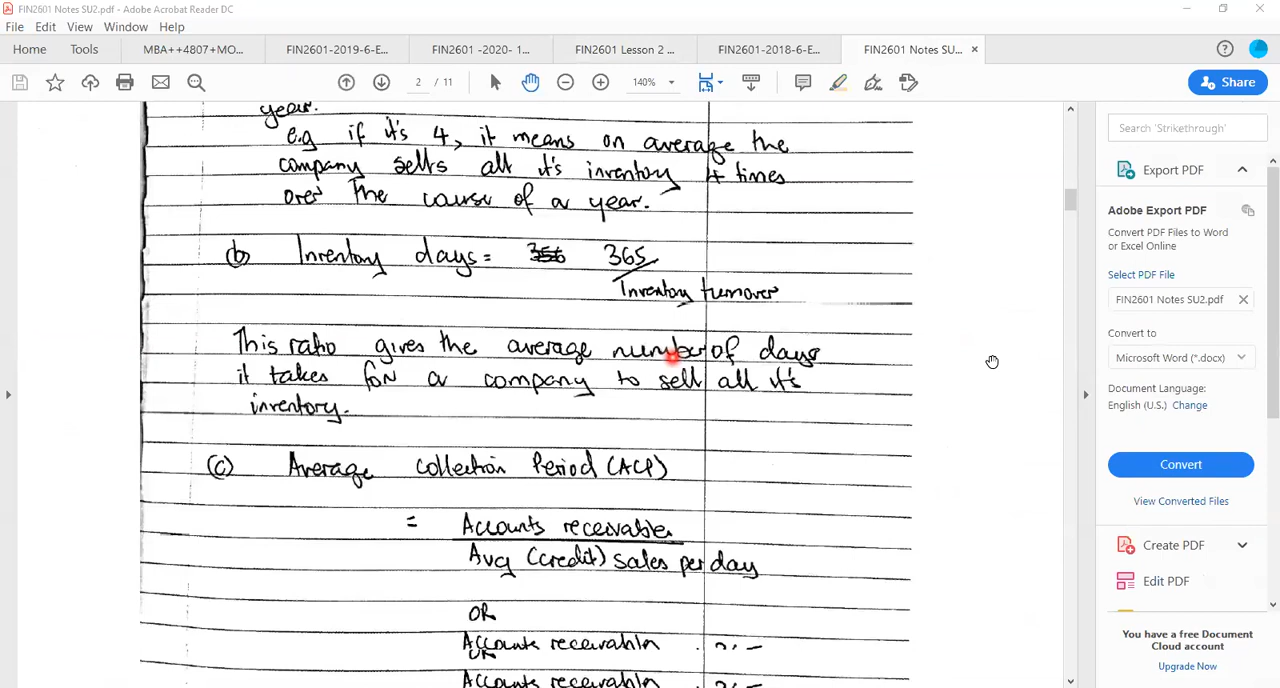 FIN2601 Notes SU2.pdf - Adobe Acrobat Reader DC
File Edit View Window Help
Home Tools MBA++4807+MO... FIN2601-2019-6-E... FIN2601 -2020- 1... FIN2601 Lesson 2 ... FIN2601-2018-6-E... FIN2601 Notes SU... ×
2 / 11 140% Share
year.
e.g if it's 4, it means on average the
company sells all it's inventory 4 times
over the cause of a year.
(b) Inventory days = 356 365
Inventory turnover
This ratio gives the average number of days
it takes for a company to sell all it's
inventory.
(c) Average Collection Period (ACP)
= Accounts receivable
Avg (credit) sales per day
OR
Accounts receivable
OR
Accounts receivable
Search 'Strikethrough'
Export PDF
Adobe Export PDF
Convert PDF Files to Word
or Excel Online
Select PDF File
FIN2601 Notes SU2.pdf ×
Convert to
Microsoft Word (*.docx)
Document Language:
English (U.S.) Change
Convert
View Converted Files
Create PDF
Edit PDF
You have a free Document
Cloud account
Upgrade Now